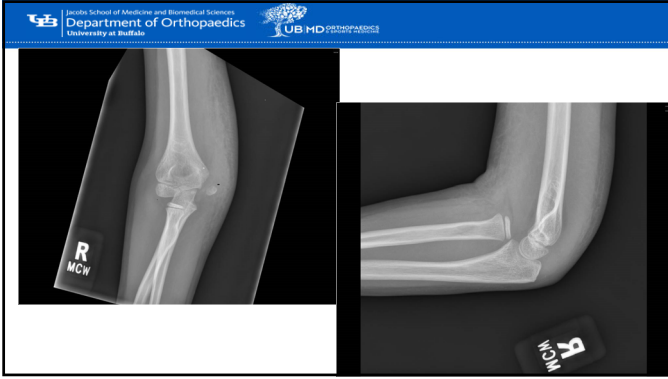 UB
Jacobs School of Medicine and Biomedical Sciences
Department of Orthopaedics
University at Buffalo
UB|MD ORTHOPAEDICS
& SPORTS MEDICINE
R
MCW
R
MCW